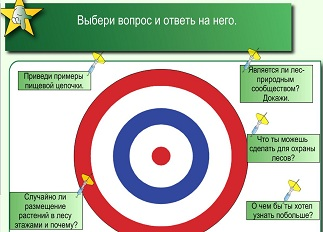 Выбери вопрос и ответь на него.
Приведи примеры
пищевой цепочки.
Является ли лес-
природным
сообществом?
Докажи.
Что ты можешь
сделать для охраны
лесов?
Случайно ли
размещение
растений в лесу
этажами и почему?
О чем бы ты хотел
узнать побольше?